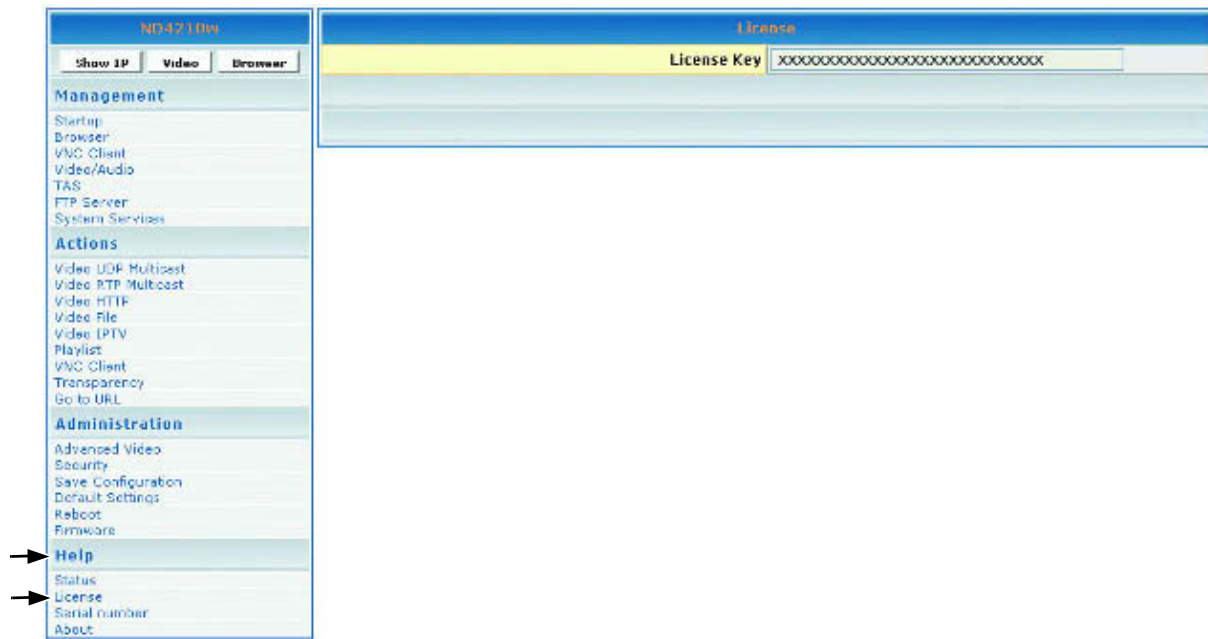 ND4210w
Show IP Video Browser
Management
Startup
Browser
VNC Client
Video/Audio
TAS
FTP Server
System Services
Actions
Video UDP Multicast
Video RTP Multicast
Video HTTP
Video File
Video IPTV
Playlist
VNC Client
Transparency
Go to URL
Administration
Advanced Video
Security
Save Configuration
Default Settings
Reboot
Firmware
Help
Status
License
Serial number
About
License
License Key XXXXXXXXXXXXXXXXXXXXXXXXXXXXX